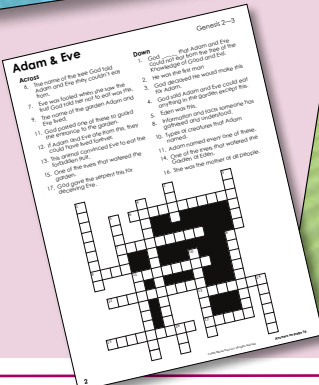 Genesis 2—3
Adam & Eve
Across
4. The name of the tree God told
Adam and Eve they couldn't eat
from.
7. Eve was fooled when she saw the
fruit God told her not to eat was this.
9. The name of the garden Adam and
Eve lived.
11. God posted one of these to guard
the entrance to the garden.
12. If Adam and Eve ate from this, they
could have lived forever.
13. This animal convinced Eve to eat the
forbidden fruit.
15. One of the rivers that watered the
garden.
17. God gave the serpent this for
deceiving Eve.
Down
1. God ____ that Adam and Eve
could not eat from the tree of the
Knowledge of Good and Evil.
2. He was the first man.
3. God decided He would make this
for Adam.
4. God said Adam and Eve could eat
anything in the garden except this.
5. Eden was this.
8. Information and facts someone has
gathered and understood.
10. Types of creatures that Adam
named.
11. Adam named every one of these.
14. One of the rivers that watered the
Garden of Eden.
16. She was the mother of all people.
2